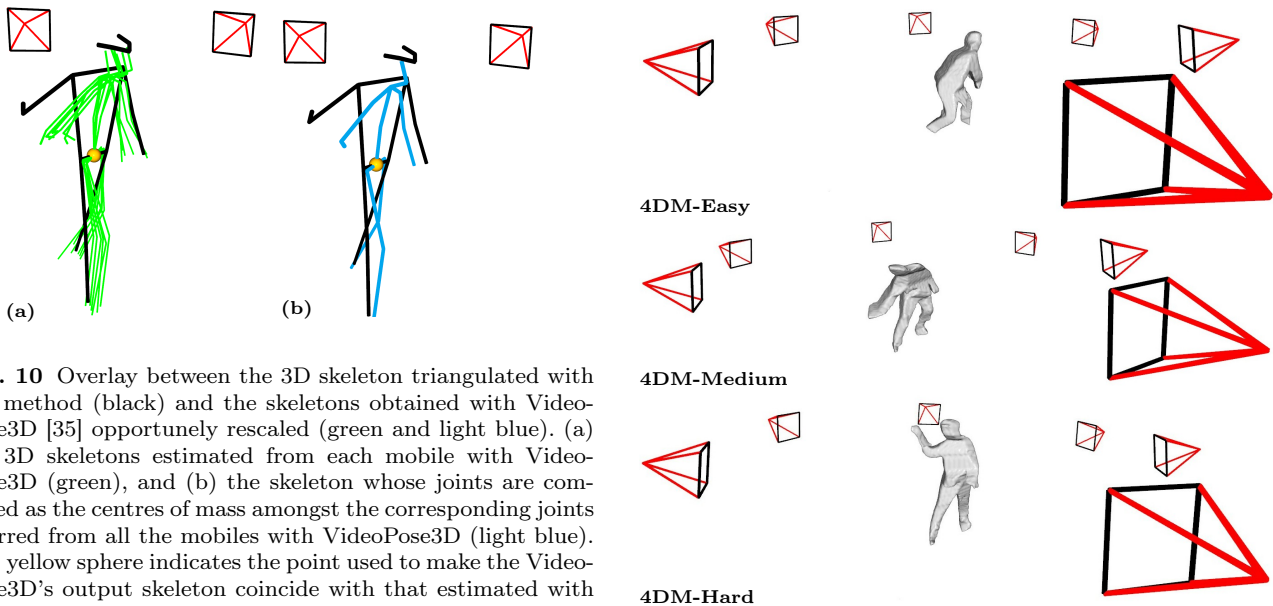 (a)
(b)
. 10 Overlay between the 3D skeleton triangulated with
method (black) and the skeletons obtained with Video-
e3D [35] opportunely rescaled (green and light blue). (a)
3D skeletons estimated from each mobile with Video-
e3D (green), and (b) the skeleton whose joints are com-
ed as the centres of mass amongst the corresponding joints
rred from all the mobiles with VideoPose3D (light blue).
yellow sphere indicates the point used to make the Video-
e3D's output skeleton coincide with that estimated with
4DM-Easy
4DM-Medium
4DM-Hard